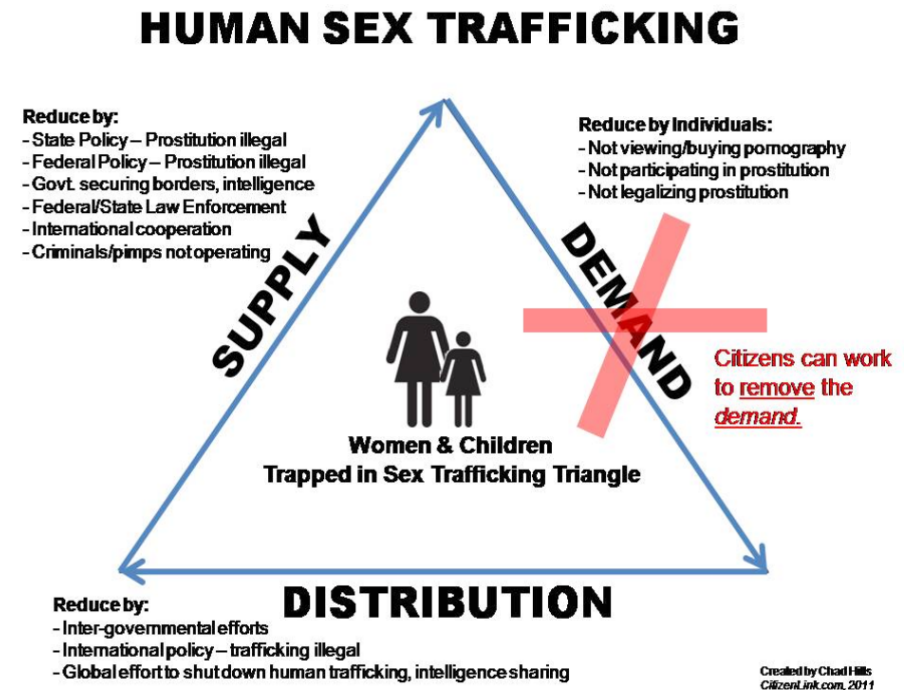 HUMAN SEX TRAFFICKING
Reduce by:
- State Policy – Prostitution illegal
- Federal Policy – Prostitution illegal
- Govt. securing borders, intelligence
- Federal/State Law Enforcement
- International cooperation
- Criminals/pimps not operating
Reduce by Individuals:
- Not viewing/buying pornography
- Not participating in prostitution
- Not legalizing prostitution
SUPPLY
DEMAND
Citizens can work
to remove the
demand.
Women & Children
Trapped in Sex Trafficking Triangle
DISTRIBUTION
Reduce by:
- Inter-governmental efforts
- International policy – trafficking illegal
- Global effort to shut down human trafficking, intelligence sharing
Created by Chad Hills
CitizenLink.com, 2011